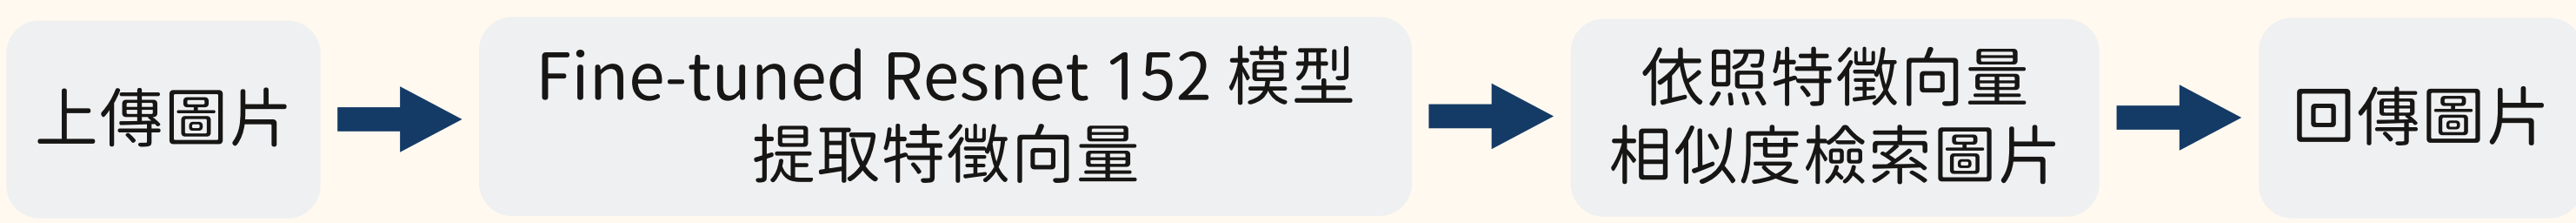 上傳圖片
Fine-tuned Resnet 152 模型
提取特徵向量
依照特徵向量
相似度檢索圖片
回傳圖片